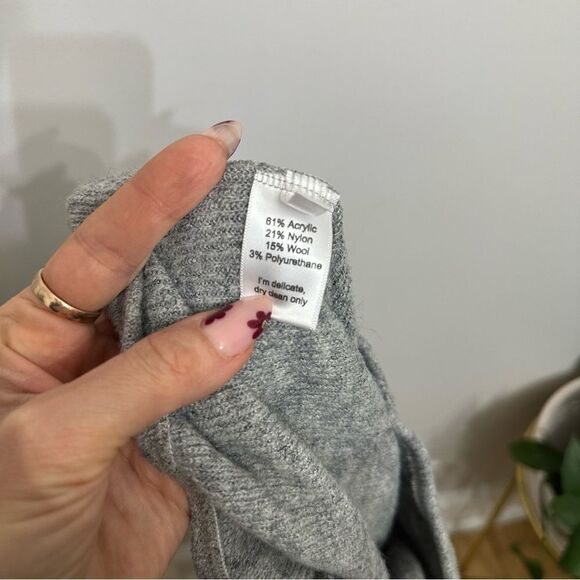 61% Acrylic
21% Nylon
15% Wool
3% Polyurethane
I'm delicate,
dry clean only